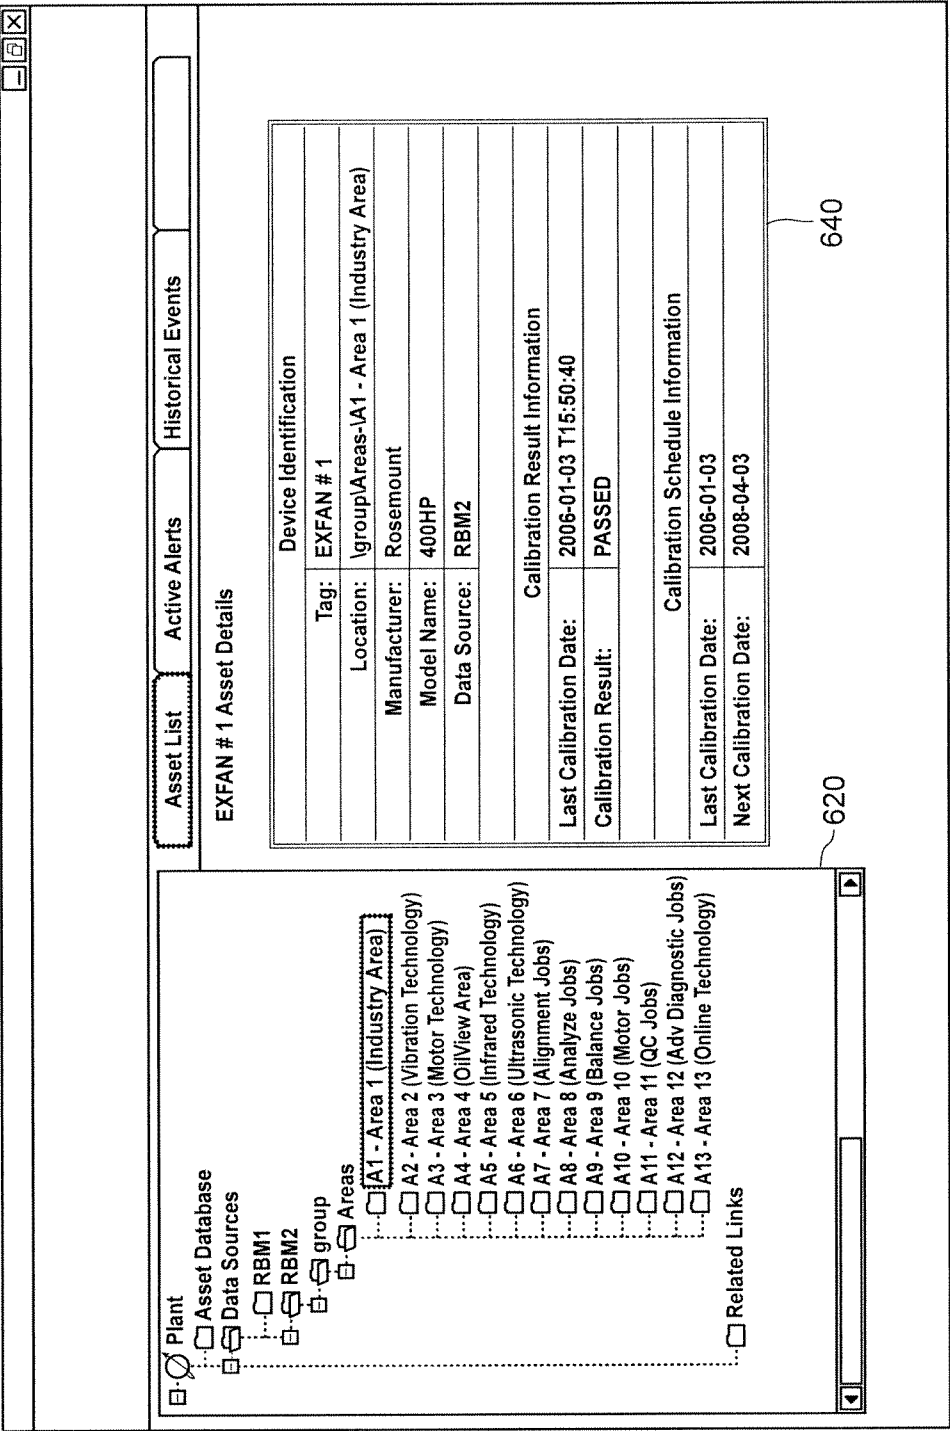 Asset List
Active Alerts
Historical Events
Plant
Asset Database
Data Sources
RBM1
RBM2
group
Areas
A1 - Area 1 (Industry Area)
A2 - Area 2 (Vibration Technology)
A3 - Area 3 (Motor Technology)
A4 - Area 4 (OilView Area)
A5 - Area 5 (Infrared Technology)
A6 - Area 6 (Ultrasonic Technology)
A7 - Area 7 (Alignment Jobs)
A8 - Area 8 (Analyze Jobs)
A9 - Area 9 (Balance Jobs)
A10 - Area 10 (Motor Jobs)
A11 - Area 11 (QC Jobs)
A12 - Area 12 (Adv Diagnostic Jobs)
A13 - Area 13 (Online Technology)
Related Links
620
EXFAN # 1 Asset Details
Device Identification
Tag: EXFAN # 1
Location: \group\Areas-\A1 - Area 1 (Industry Area)
Manufacturer: Rosemount
Model Name: 400HP
Data Source: RBM2
Calibration Result Information
Last Calibration Date: 2006-01-03 T15:50:40
Calibration Result: PASSED
Calibration Schedule Information
Last Calibration Date: 2006-01-03
Next Calibration Date: 2008-04-03
640